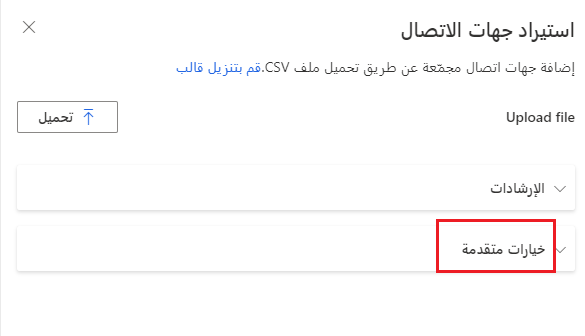 استيراد جهات الاتصال
إضافة جهات اتصال مجمّعة عن طريق تحميل ملف CSV.قم بتنزيل قالب
Upload file
تحميل
الإرشادات
خيارات متقدمة